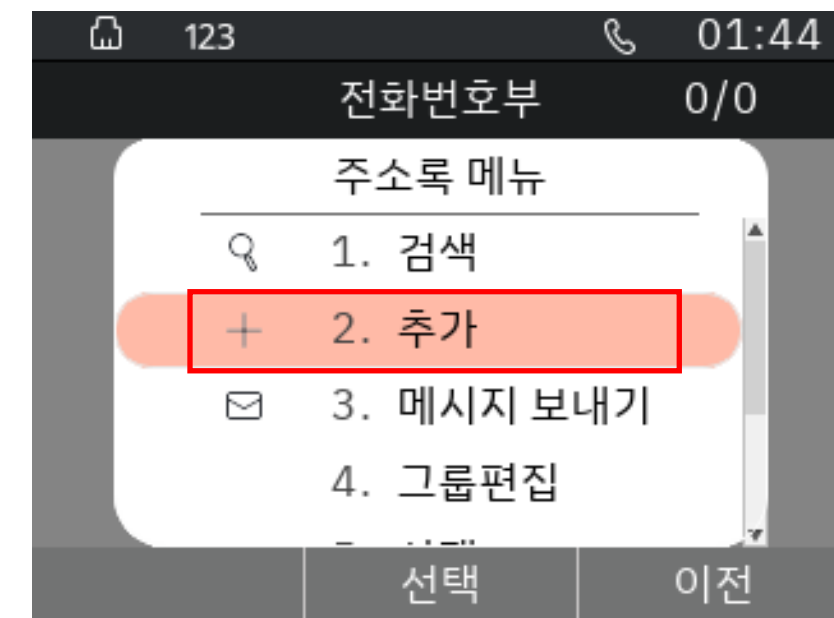 123 01:44
전화번호부 0/0
주소록 메뉴
1. 검색
2. 추가
3. 메시지 보내기
4. 그룹편집
선택 이전